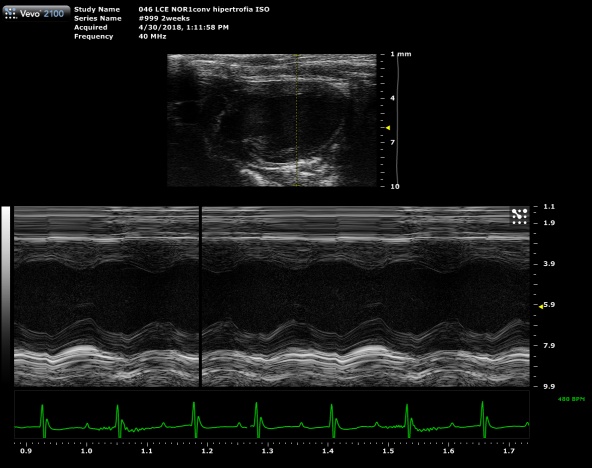 Vevo 2100
Study Name 046 LCE NOR1conv hipertrofia ISO
Series Name #999 2weeks
Acquired 4/30/2018, 1:11:58 PM
Frequency 40 MHz
1 mm
4
7
10
1.1
1.9
3.9
5.9
7.9
9.9
480 BPM
0.9 1.0 1.1 1.2 1.3 1.4 1.5 1.6 1.7